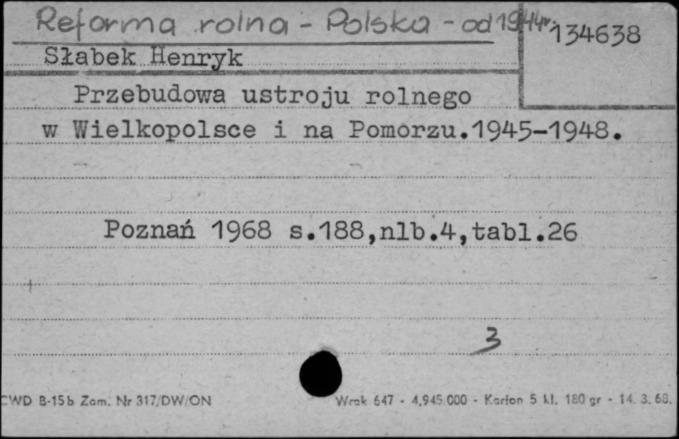 Reforma rolna - Polska - od 1944r.
134638
Słabek Henryk
Przebudowa ustroju rolnego
w Wielkopolsce i na Pomorzu.1945-1948.
Poznań 1968 s.188,nlb.4,tabl.26
3
CWD B-15b Zam. Nr 317/DW/ON
Wrak 647 - 4,945.000 - Karton 5 kl. 180 gr - 14. 3. 68.